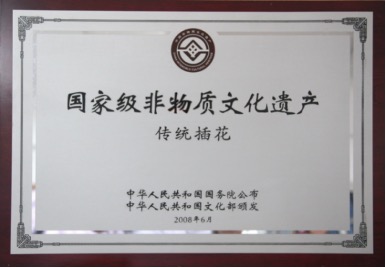 国家级非物质文化遗产
传统插花
中华人民共和国国务院公布
中华人民共和国文化部颁发
2008年6月